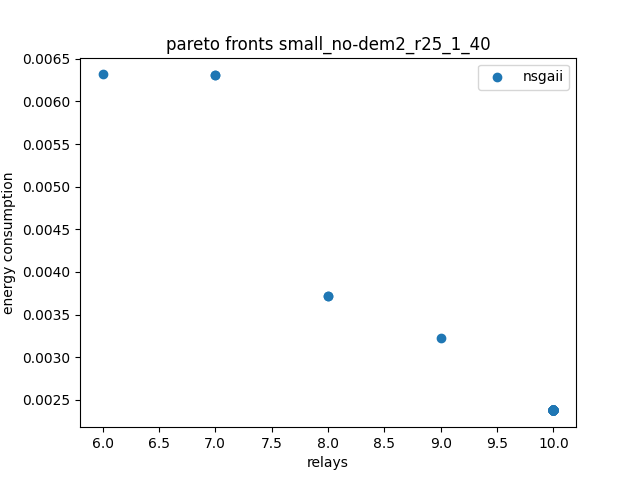 pareto fronts small_no-dem2_r25_1_40
nsgaii
energy consumption
0.0065
0.0060
0.0055
0.0050
0.0045
0.0040
0.0035
0.0030
0.0025
6.0 6.5 7.0 7.5 8.0 8.5 9.0 9.5 10.0
relays